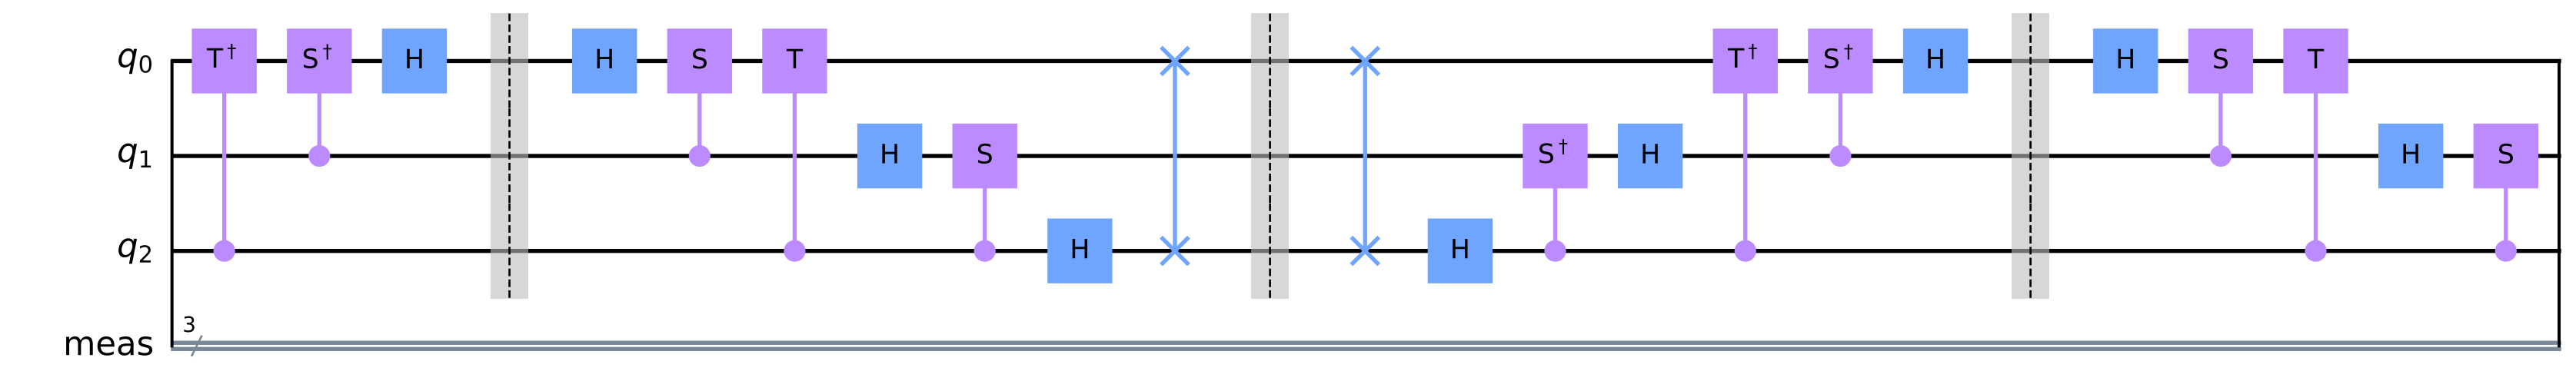 q0 T† S† H H S T T† S† H H S T
q1 H S S† H H S
q2 H H
3
meas